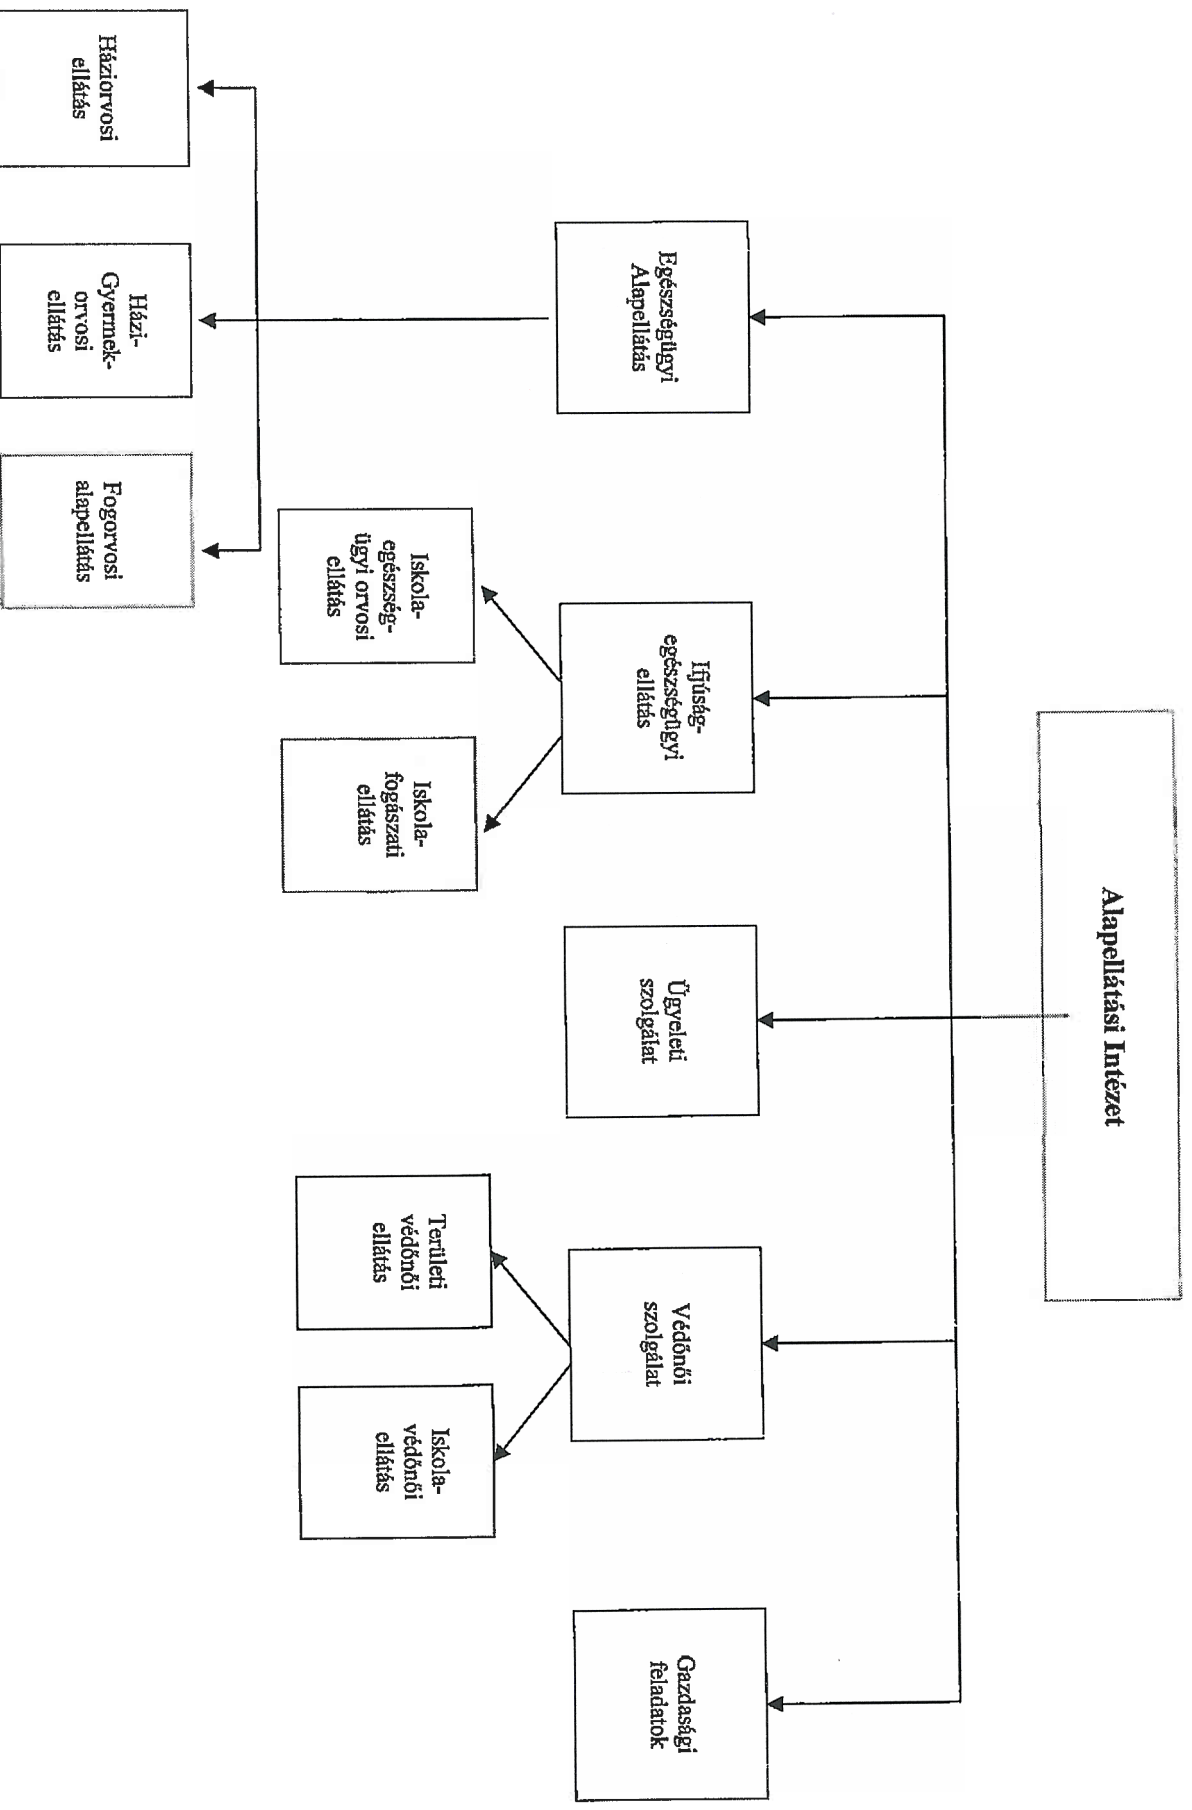 Alapellátási Intézet
Egészségügyi
Alapellátás
Ifjúság-
egészségügyi
ellátás
Ügyeleti
szolgálat
Védőnői
szolgálat
Gazdasági
feladatok
Iskola-
egészség-
ügyi orvosi
ellátás
Iskola-
fogászati
ellátás
Területi
védőnői
ellátás
Iskola-
védőnői
ellátás
Háziorvosi
ellátás
Házi-
Gyermek-
orvosi
ellátás
Fogorvosi
alapellátás